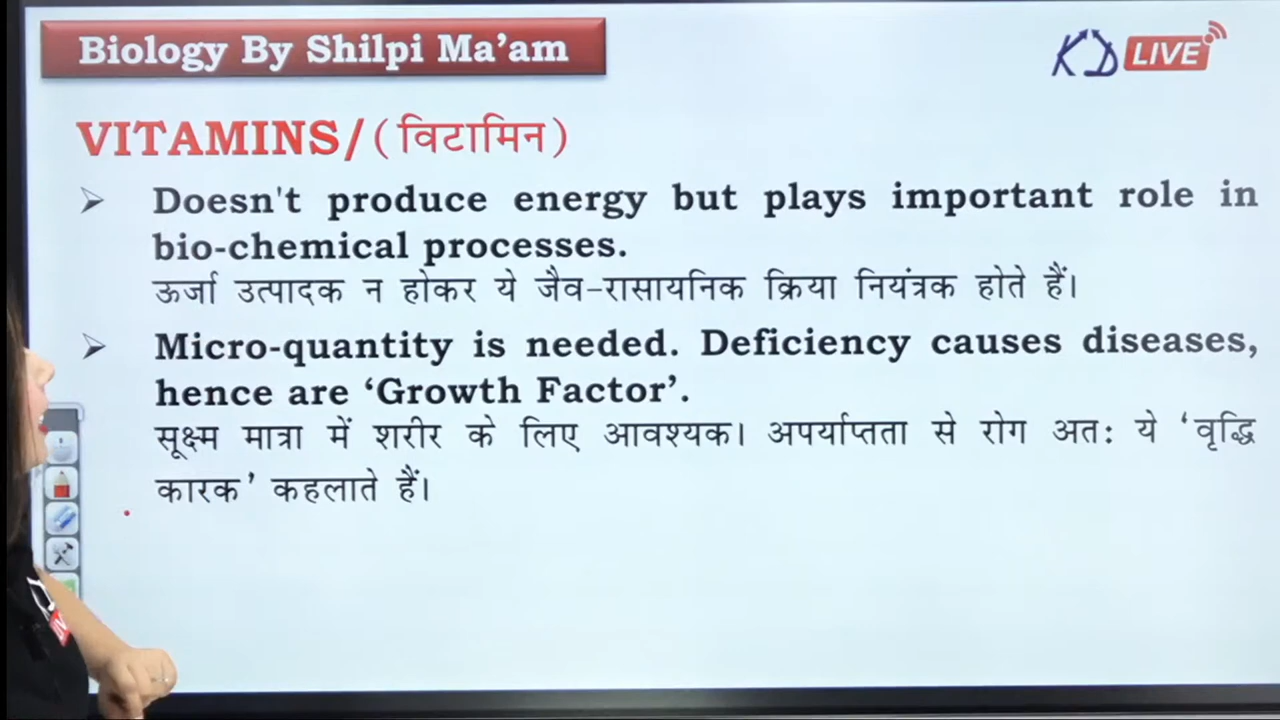 Biology By Shilpi Ma'am
KD LIVE
VITAMINS/(विटामिन)
Doesn't produce energy but plays important role in
bio-chemical processes.
ऊर्जा उत्पादक न होकर ये जैव-रासायनिक क्रिया नियंत्रक होते हैं।
Micro-quantity is needed. Deficiency causes diseases,
hence are ‘Growth Factor’.
सूक्ष्म मात्रा में शरीर के लिए आवश्यक। अपर्याप्तता से रोग अतः ये ‘वृद्धि
कारक’ कहलाते हैं।